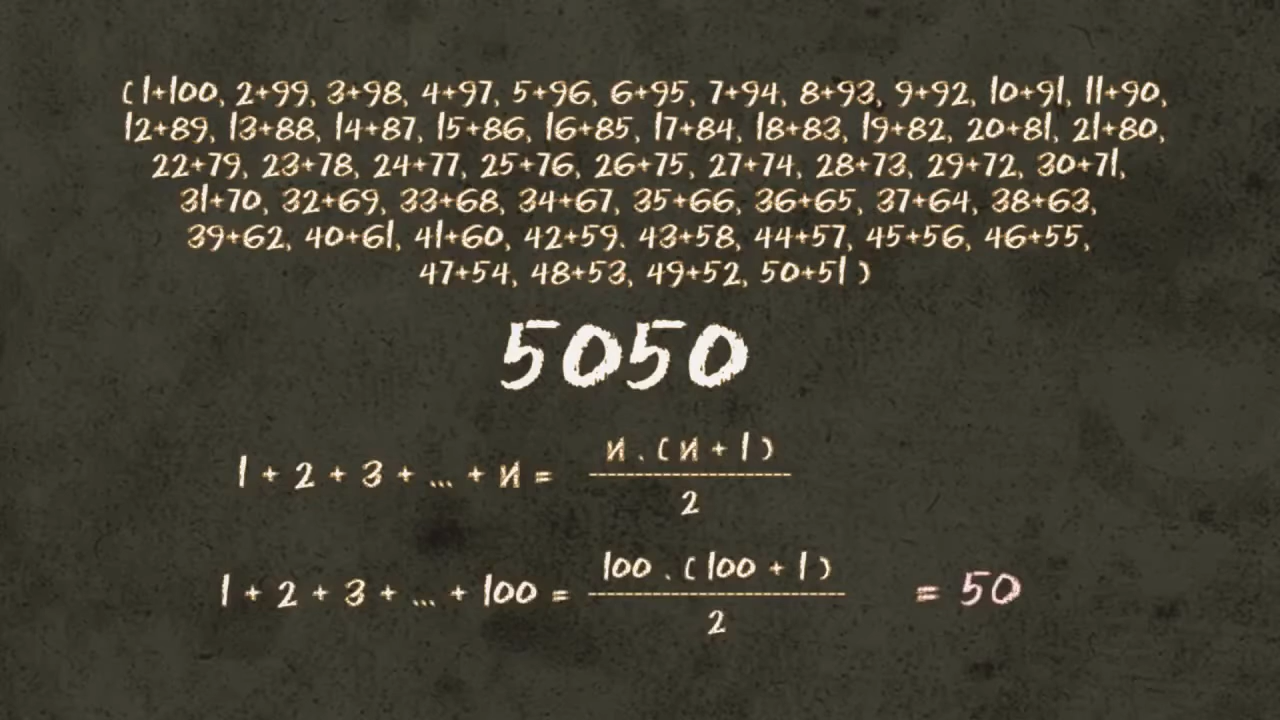 (1+100, 2+99, 3+98, 4+97, 5+96, 6+95, 7+94, 8+93, 9+92, 10+91, 11+90,
12+89, 13+88, 14+87, 15+86, 16+85, 17+84, 18+83, 19+82, 20+81, 21+80,
22+79, 23+78, 24+77, 25+76, 26+75, 27+74, 28+73, 29+72, 30+71,
31+70, 32+69, 33+68, 34+67, 35+66, 36+65, 37+64, 38+63,
39+62, 40+61, 41+60, 42+59. 43+58, 44+57, 45+56, 46+55,
47+54, 48+53, 49+52, 50+51 )
5050
n . ( n + 1 )
1 + 2 + 3 + ... + n =
2
100 . ( 100 + 1 )
1 + 2 + 3 + ... + 100 = = 50
2